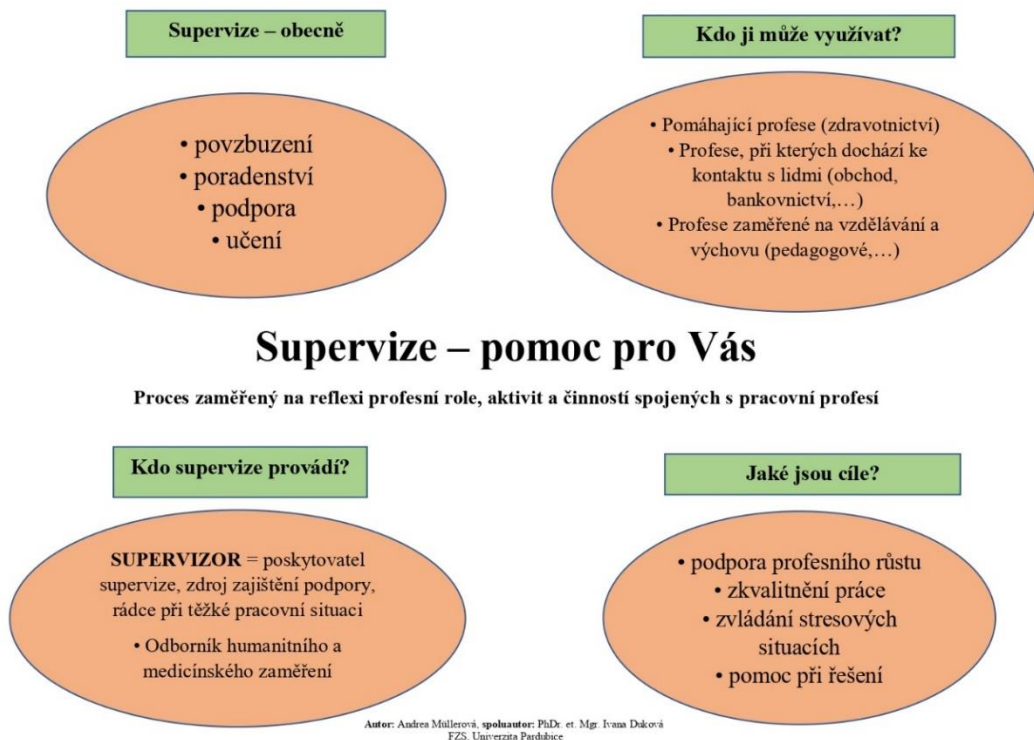 Supervize – obecně
• povzbuzení
• poradenství
• podpora
• učení
Kdo ji může využívat?
• Pomáhající profese (zdravotnictví)
• Profese, při kterých dochází ke
kontaktu s lidmi (obchod,
bankovnictví,…)
• Profese zaměřené na vzdělávání a
výchovu (pedagogové,…)
Supervize – pomoc pro Vás
Proces zaměřený na reflexi profesní role, aktivit a činností spojených s pracovní profesí
Kdo supervize provádí?
SUPERVIZOR = poskytovatel
supervize, zdroj zajištění podpory,
rádce při těžké pracovní situaci
• Odborník humanitního a
medicínského zaměření
Jaké jsou cíle?
• podpora profesního růstu
• zkvalitnění práce
• zvládání stresových
situacích
• pomoc při řešení
Autor: Andrea Müllerová, spoluautor: PhDr. et. Mgr. Ivana Duková
FZS, Univerzita Pardubice